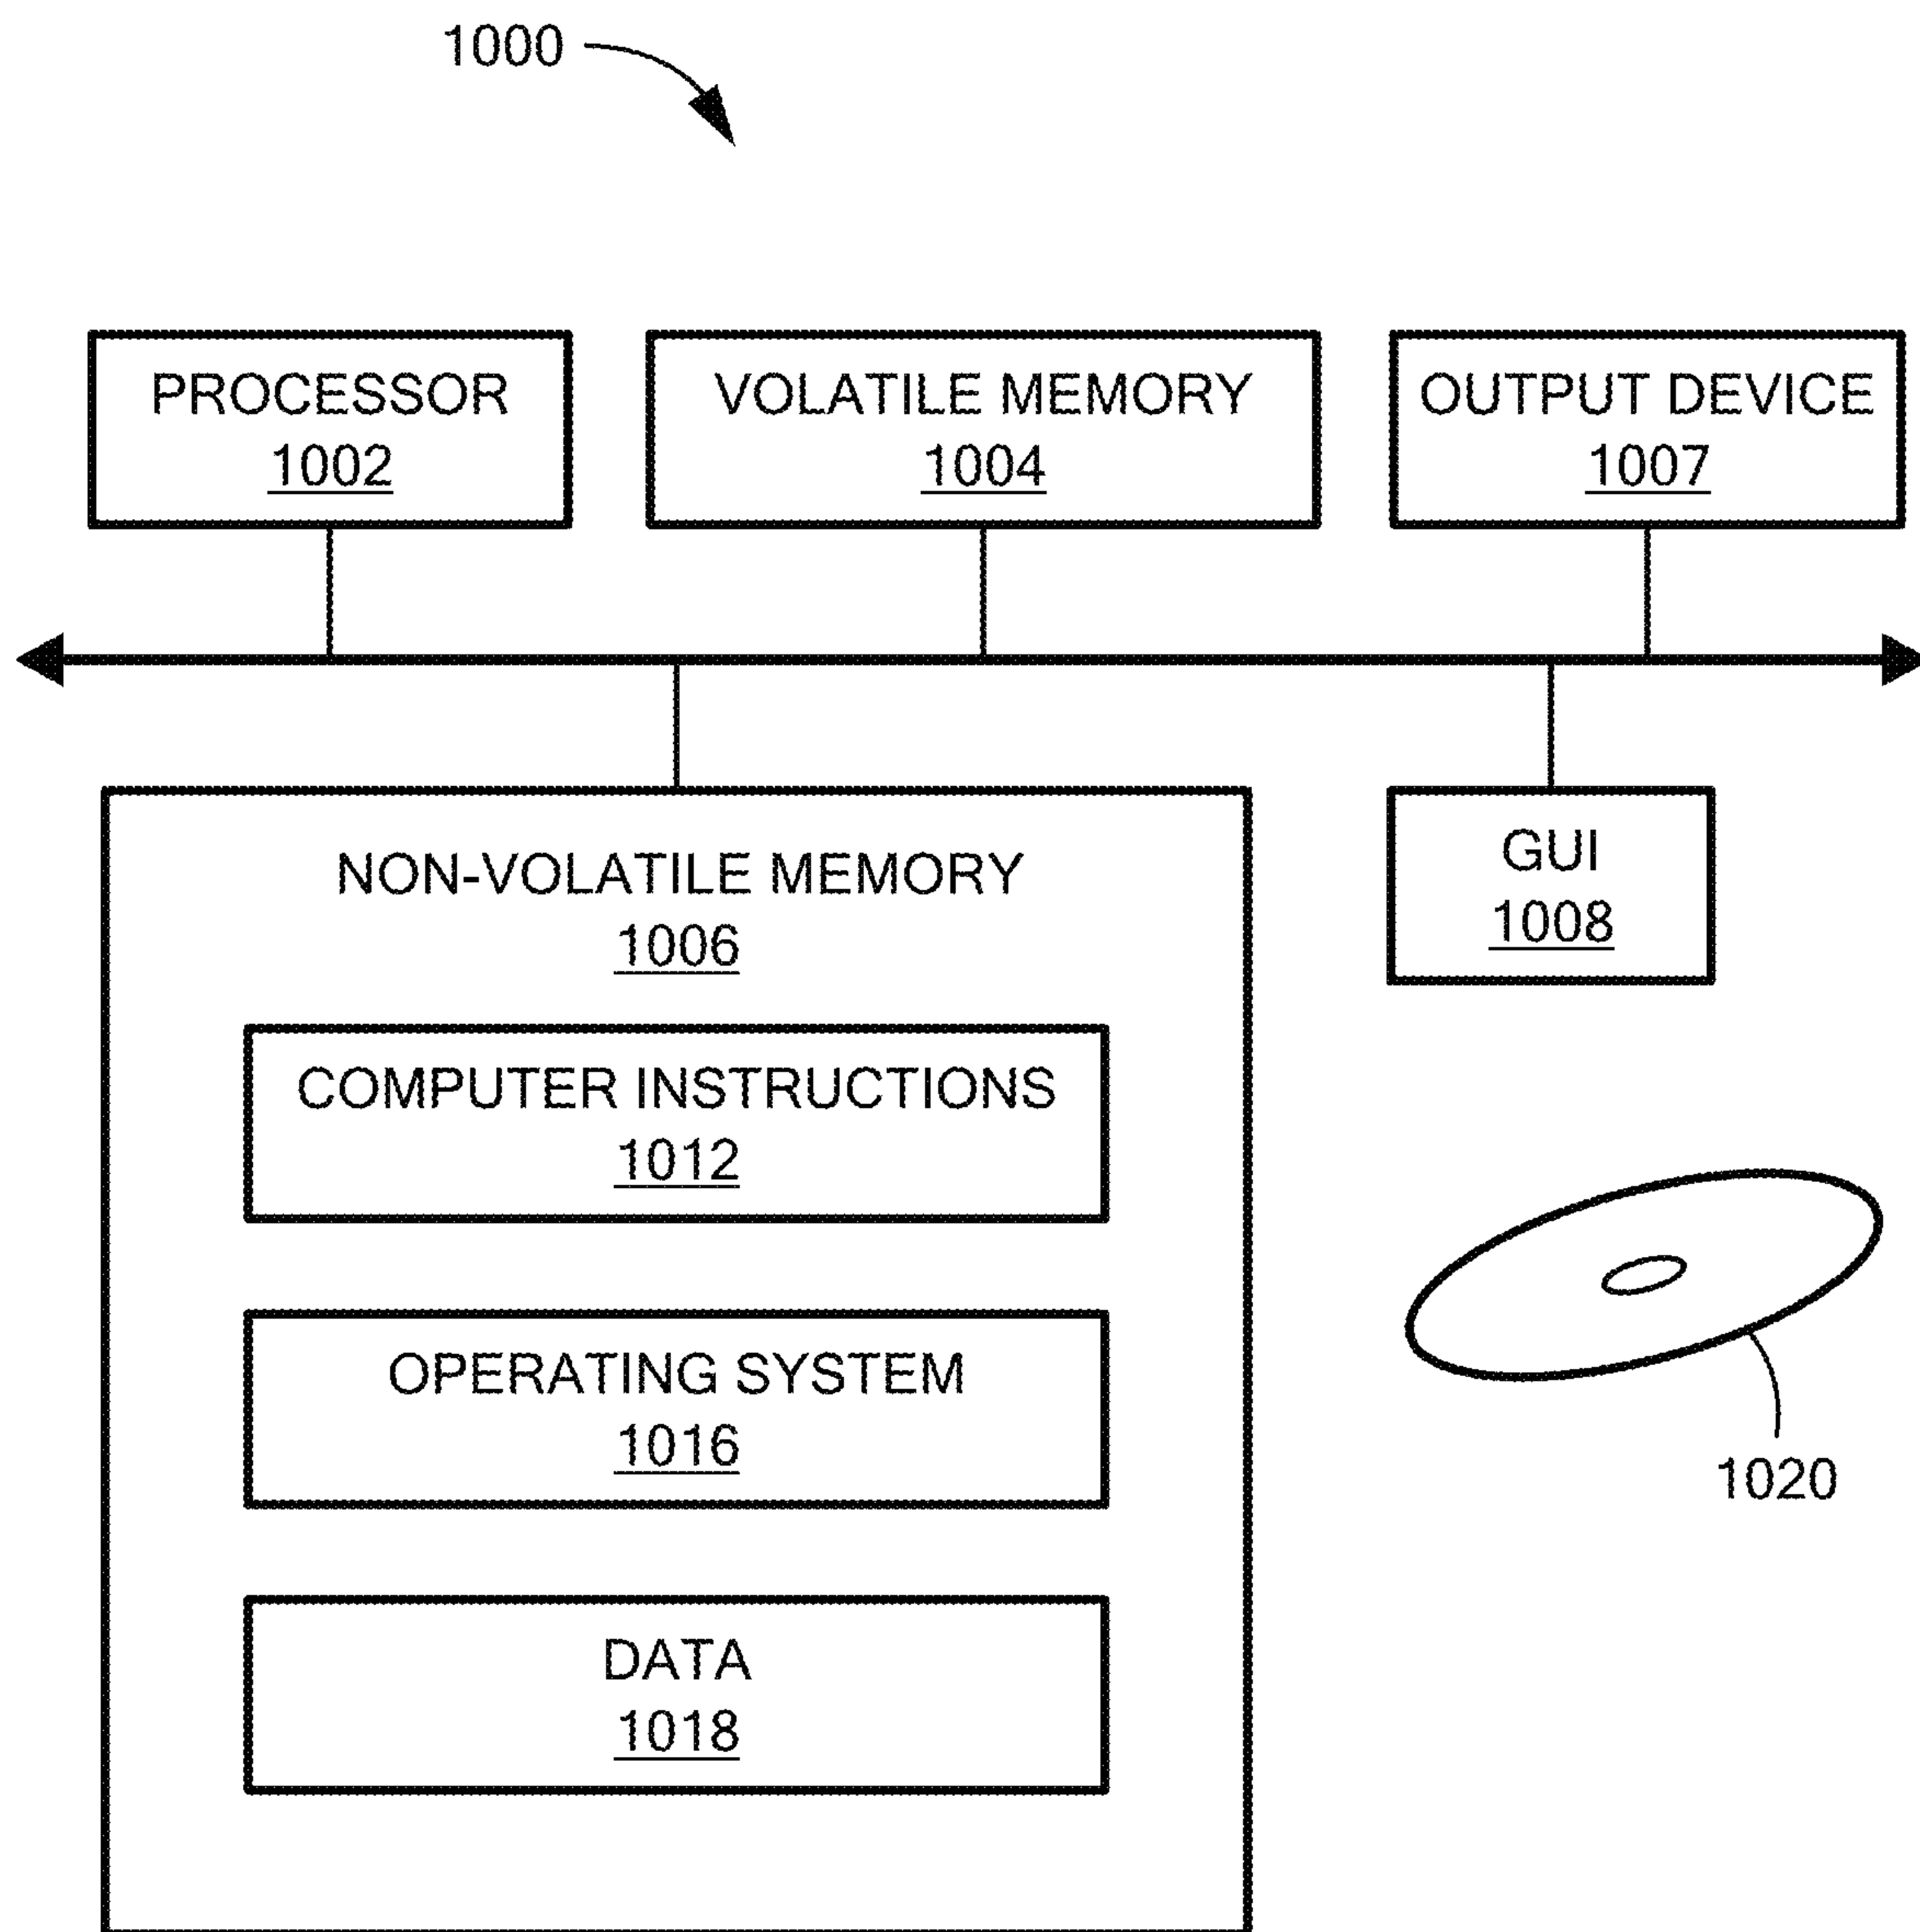 1000
PROCESSOR
1002
VOLATILE MEMORY
1004
OUTPUT DEVICE
1007
NON-VOLATILE MEMORY
1006
GUI
1008
COMPUTER INSTRUCTIONS
1012
OPERATING SYSTEM
1016
1020
DATA
1018